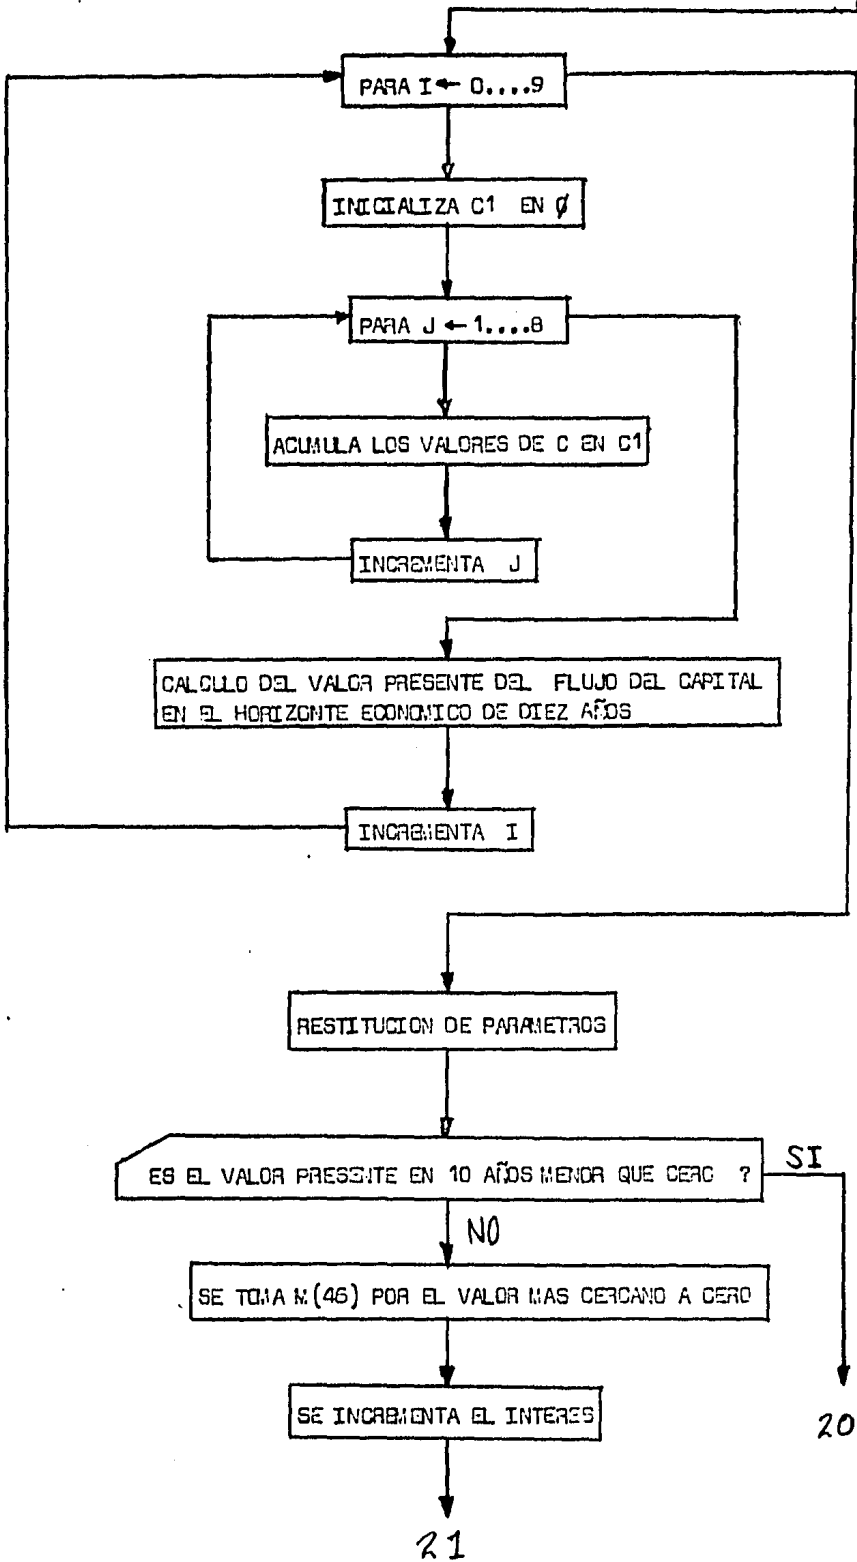 PARA I ← 0....9
INICIALIZA C1 EN Ø
PARA J ← 1....8
ACUMULA LOS VALORES DE C EN C1
INCREMENTA J
CALCULO DEL VALOR PRESENTE DEL FLUJO DEL CAPITAL
EN EL HORIZONTE ECONOMICO DE DIEZ AÑOS
INCREMENTA I
RESTITUCION DE PARAMETROS
ES EL VALOR PRESENTE EN 10 AÑOS MENOR QUE CERO ?
SI
NO
SE TOMA M(46) POR EL VALOR MAS CERCANO A CERO
SE INCREMENTA EL INTERES
20
21